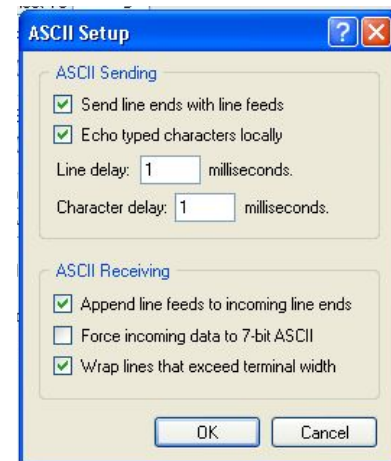 ASCII Setup
ASCII Sending
Send line ends with line feeds
Echo typed characters locally
Line delay: 1 milliseconds.
Character delay: 1 milliseconds.
ASCII Receiving
Append line feeds to incoming line ends
Force incoming data to 7-bit ASCII
Wrap lines that exceed terminal width
OK Cancel